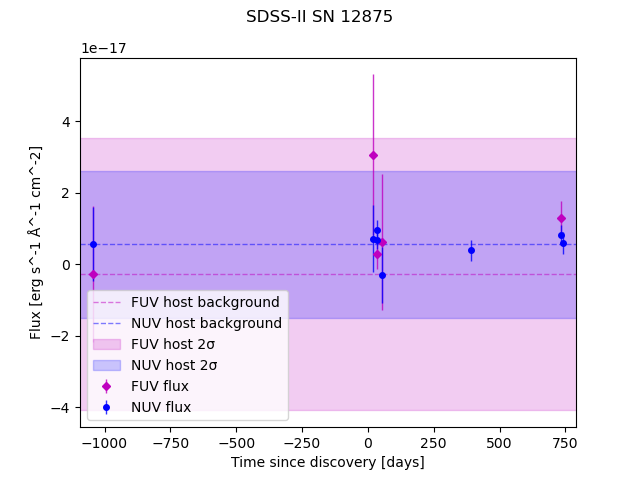 SDSS-II SN 12875
1e−17
Flux [erg s^-1 Å^-1 cm^-2]
4
2
0
−2
−4
FUV host background
NUV host background
FUV host 2σ
NUV host 2σ
FUV flux
NUV flux
−1000 −750 −500 −250 0 250 500 750
Time since discovery [days]